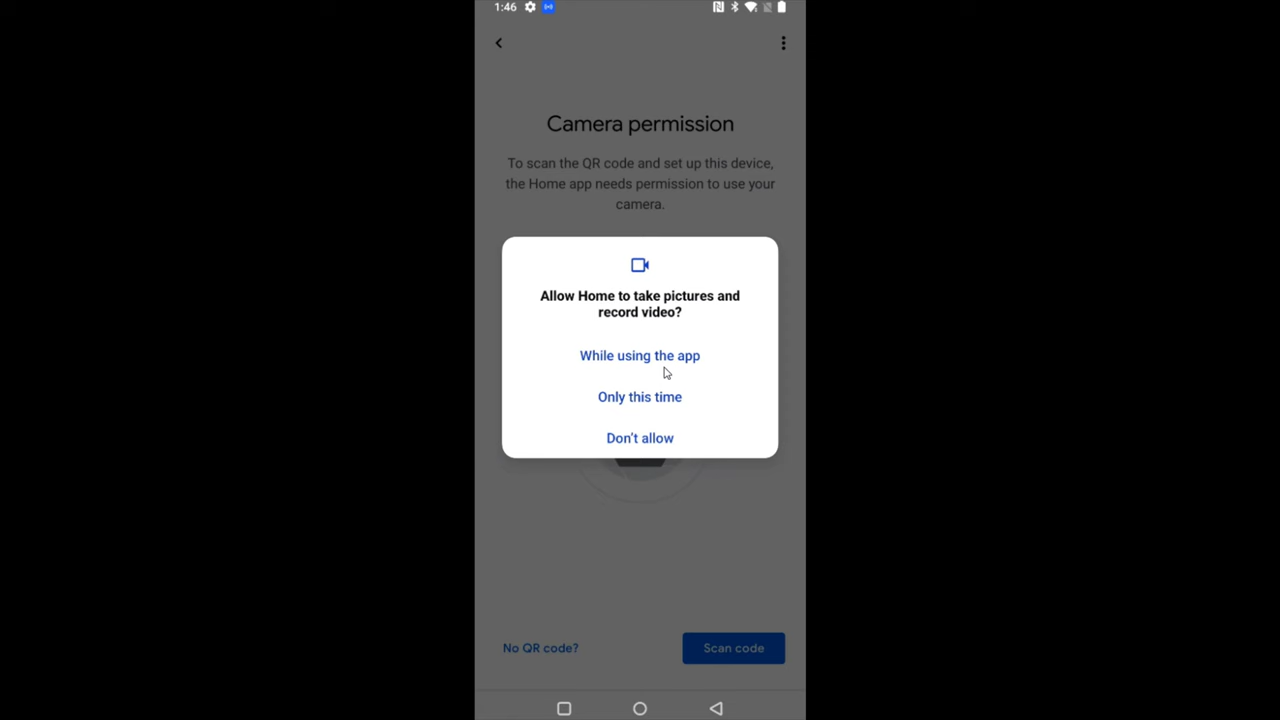 1:46
Camera permission
To scan the QR code and set up this device,
the Home app needs permission to use your
camera.
Allow Home to take pictures and
record video?
While using the app
Only this time
Don't allow
No QR code?
Scan code